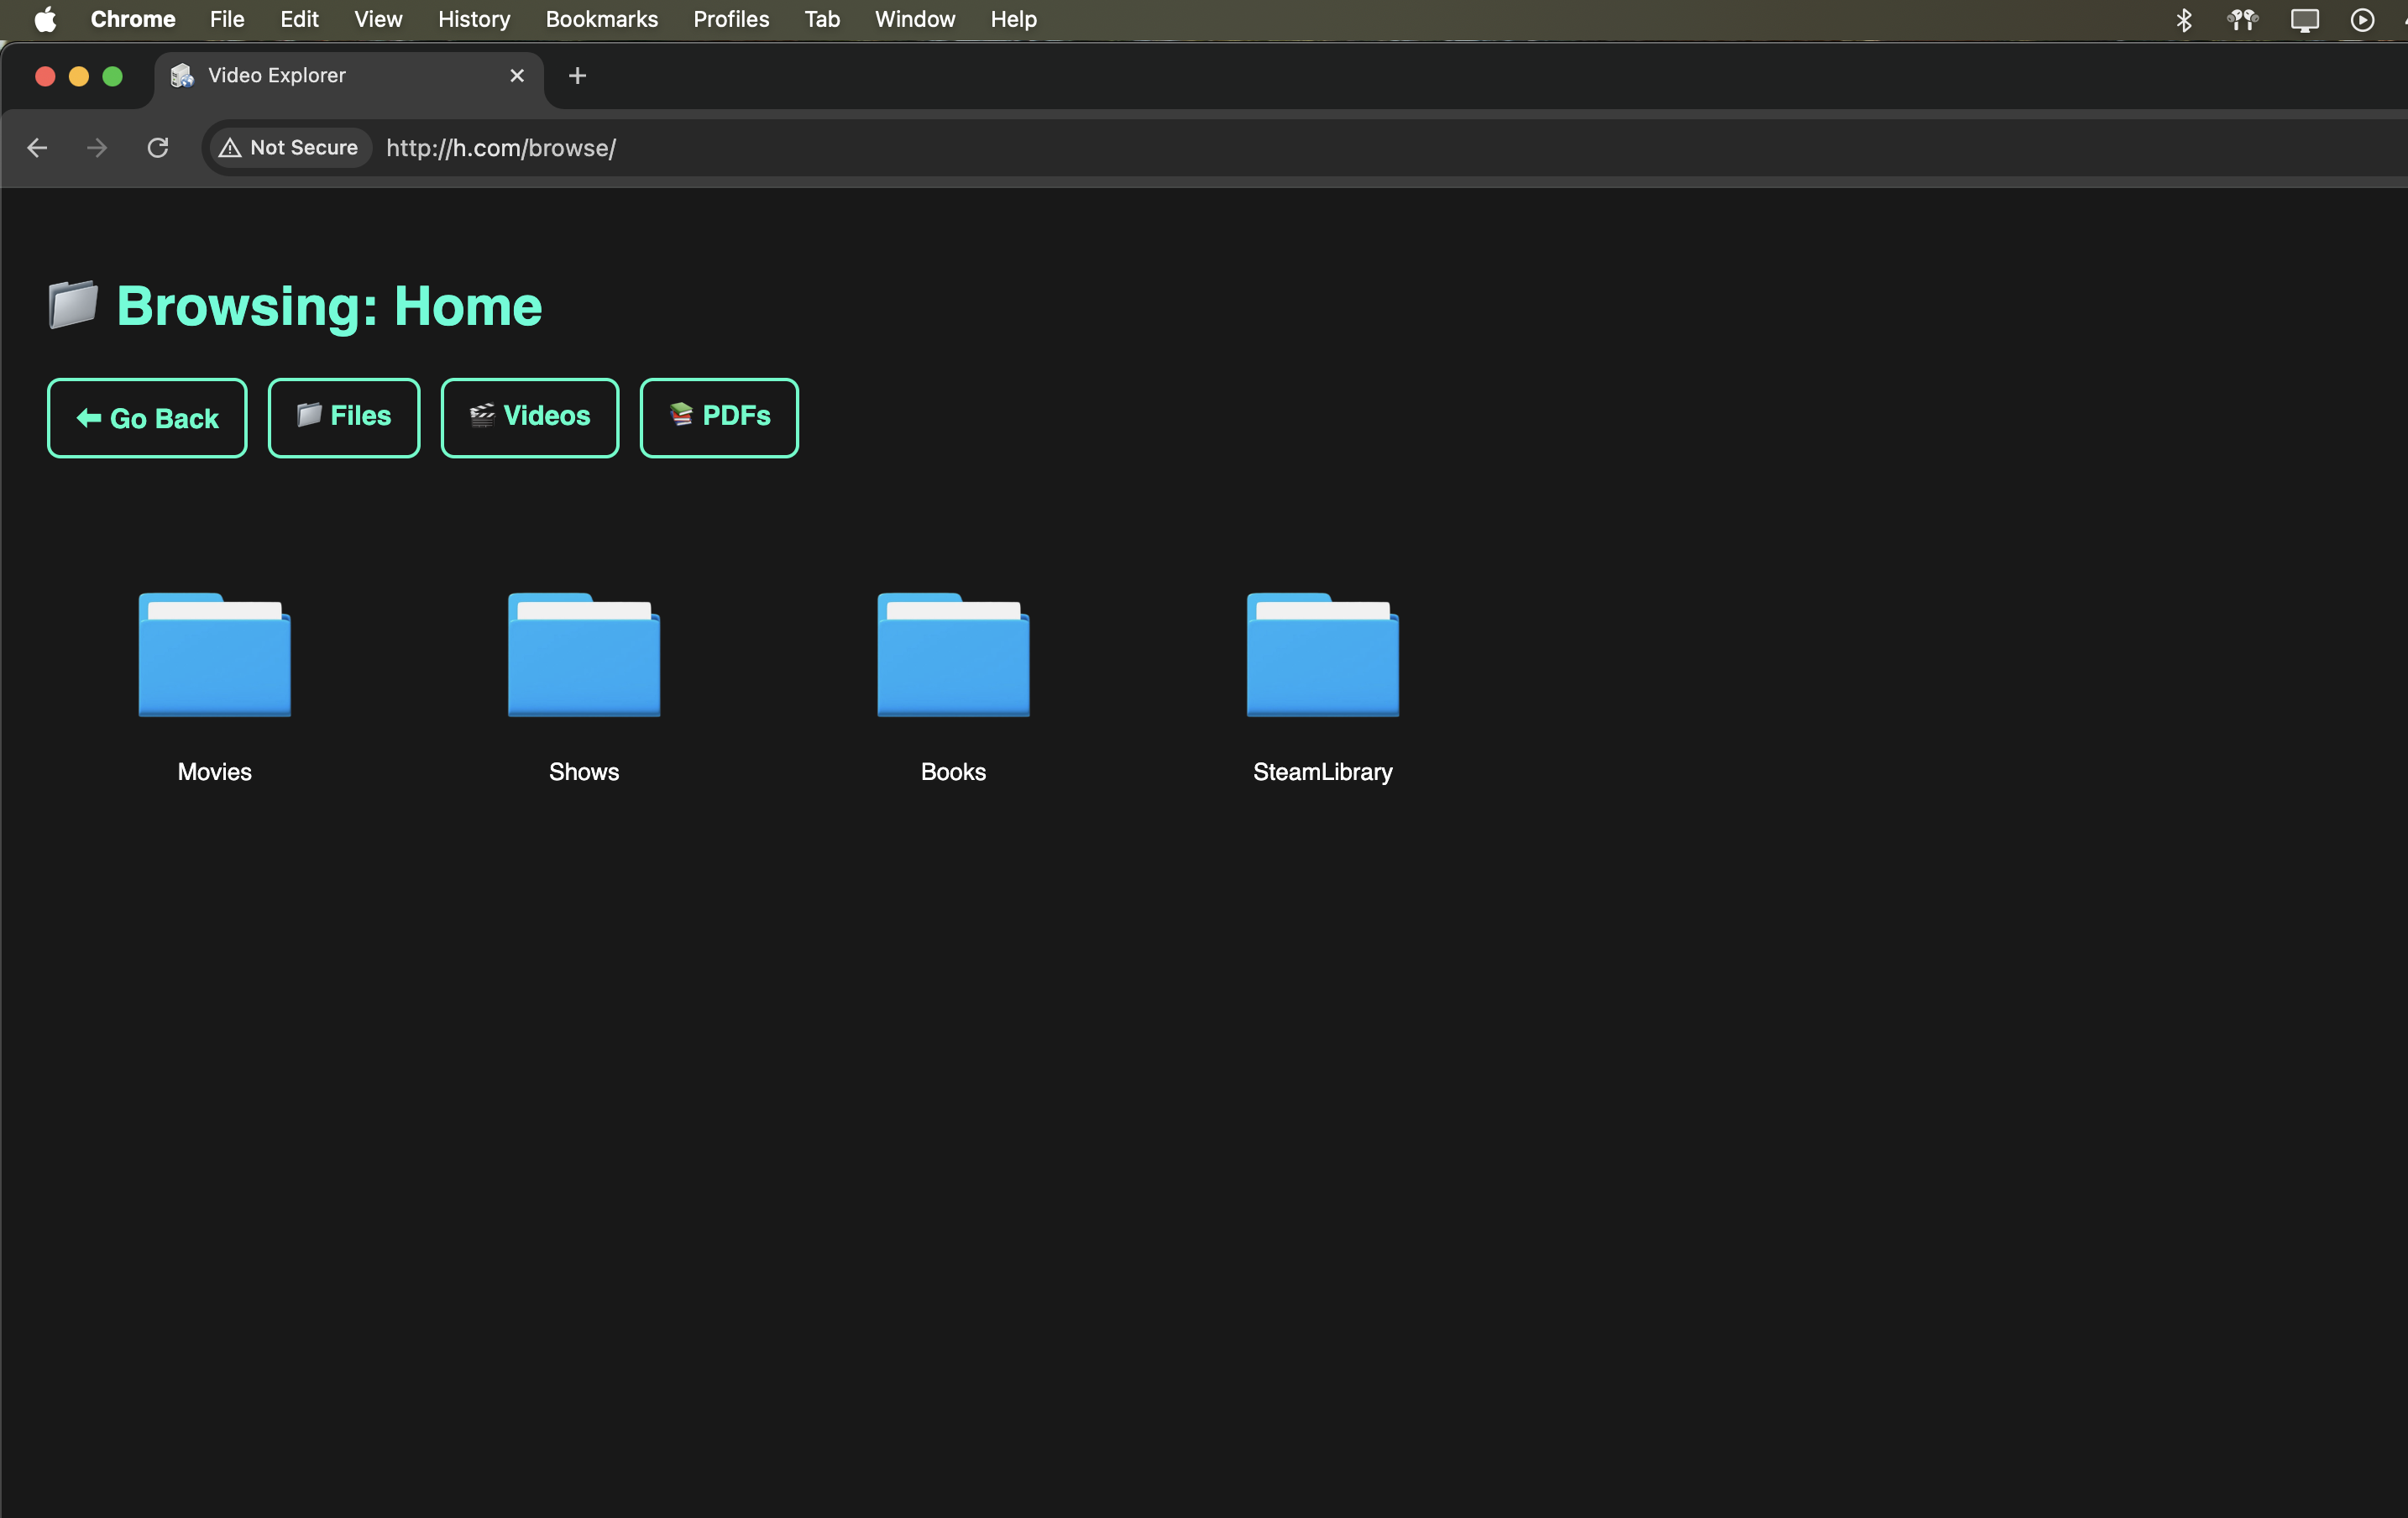 Chrome File Edit View History Bookmarks Profiles Tab Window Help
Video Explorer
Not Secure http://h.com/browse/
Browsing: Home
Go Back Files Videos PDFs
Movies Shows Books SteamLibrary